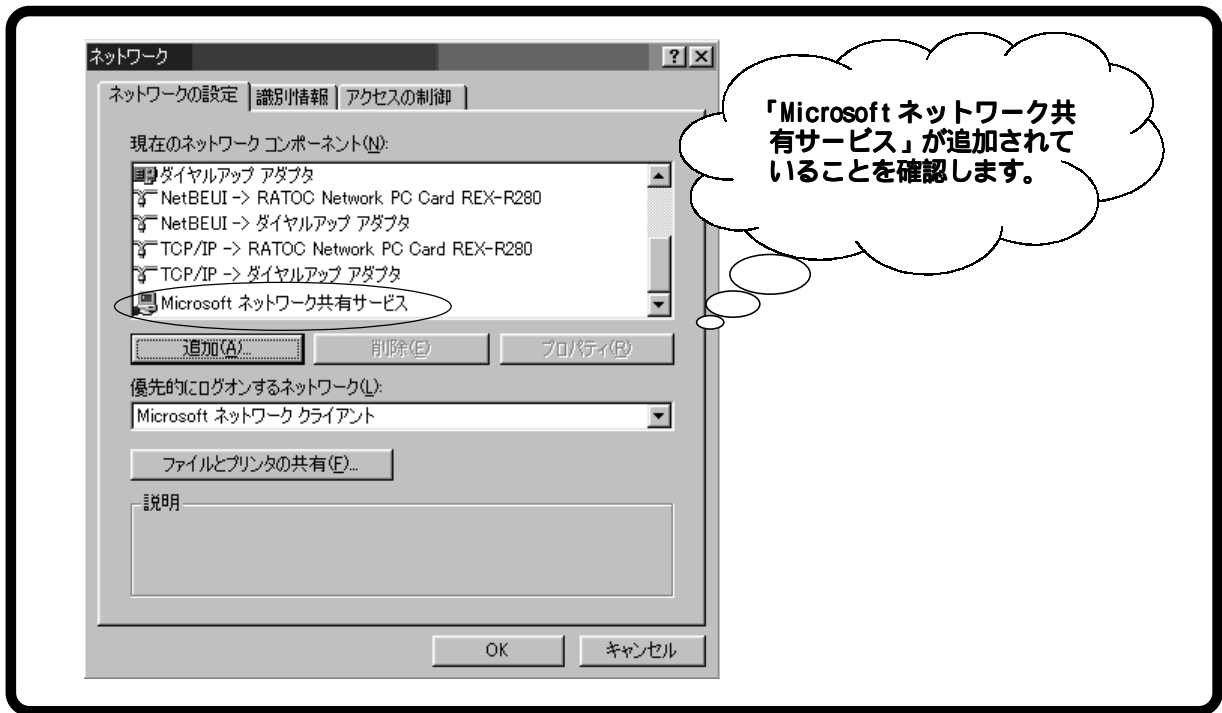 ネットワーク
ネットワークの設定 識別情報 アクセスの制御
現在のネットワーク コンポーネント(N):
ダイヤルアップ アダプタ
NetBEUI -> RATOC Network PC Card REX-R280
NetBEUI -> ダイヤルアップ アダプタ
TCP/IP -> RATOC Network PC Card REX-R280
TCP/IP -> ダイヤルアップ アダプタ
Microsoft ネットワーク共有サービス
追加(A)... 削除(E) プロパティ(R)
優先的にログオンするネットワーク(L):
Microsoft ネットワーク クライアント
ファイルとプリンタの共有(F)...
説明
OK キャンセル
「Microsoft ネットワーク共
有サービス」が追加されて
いることを確認します。